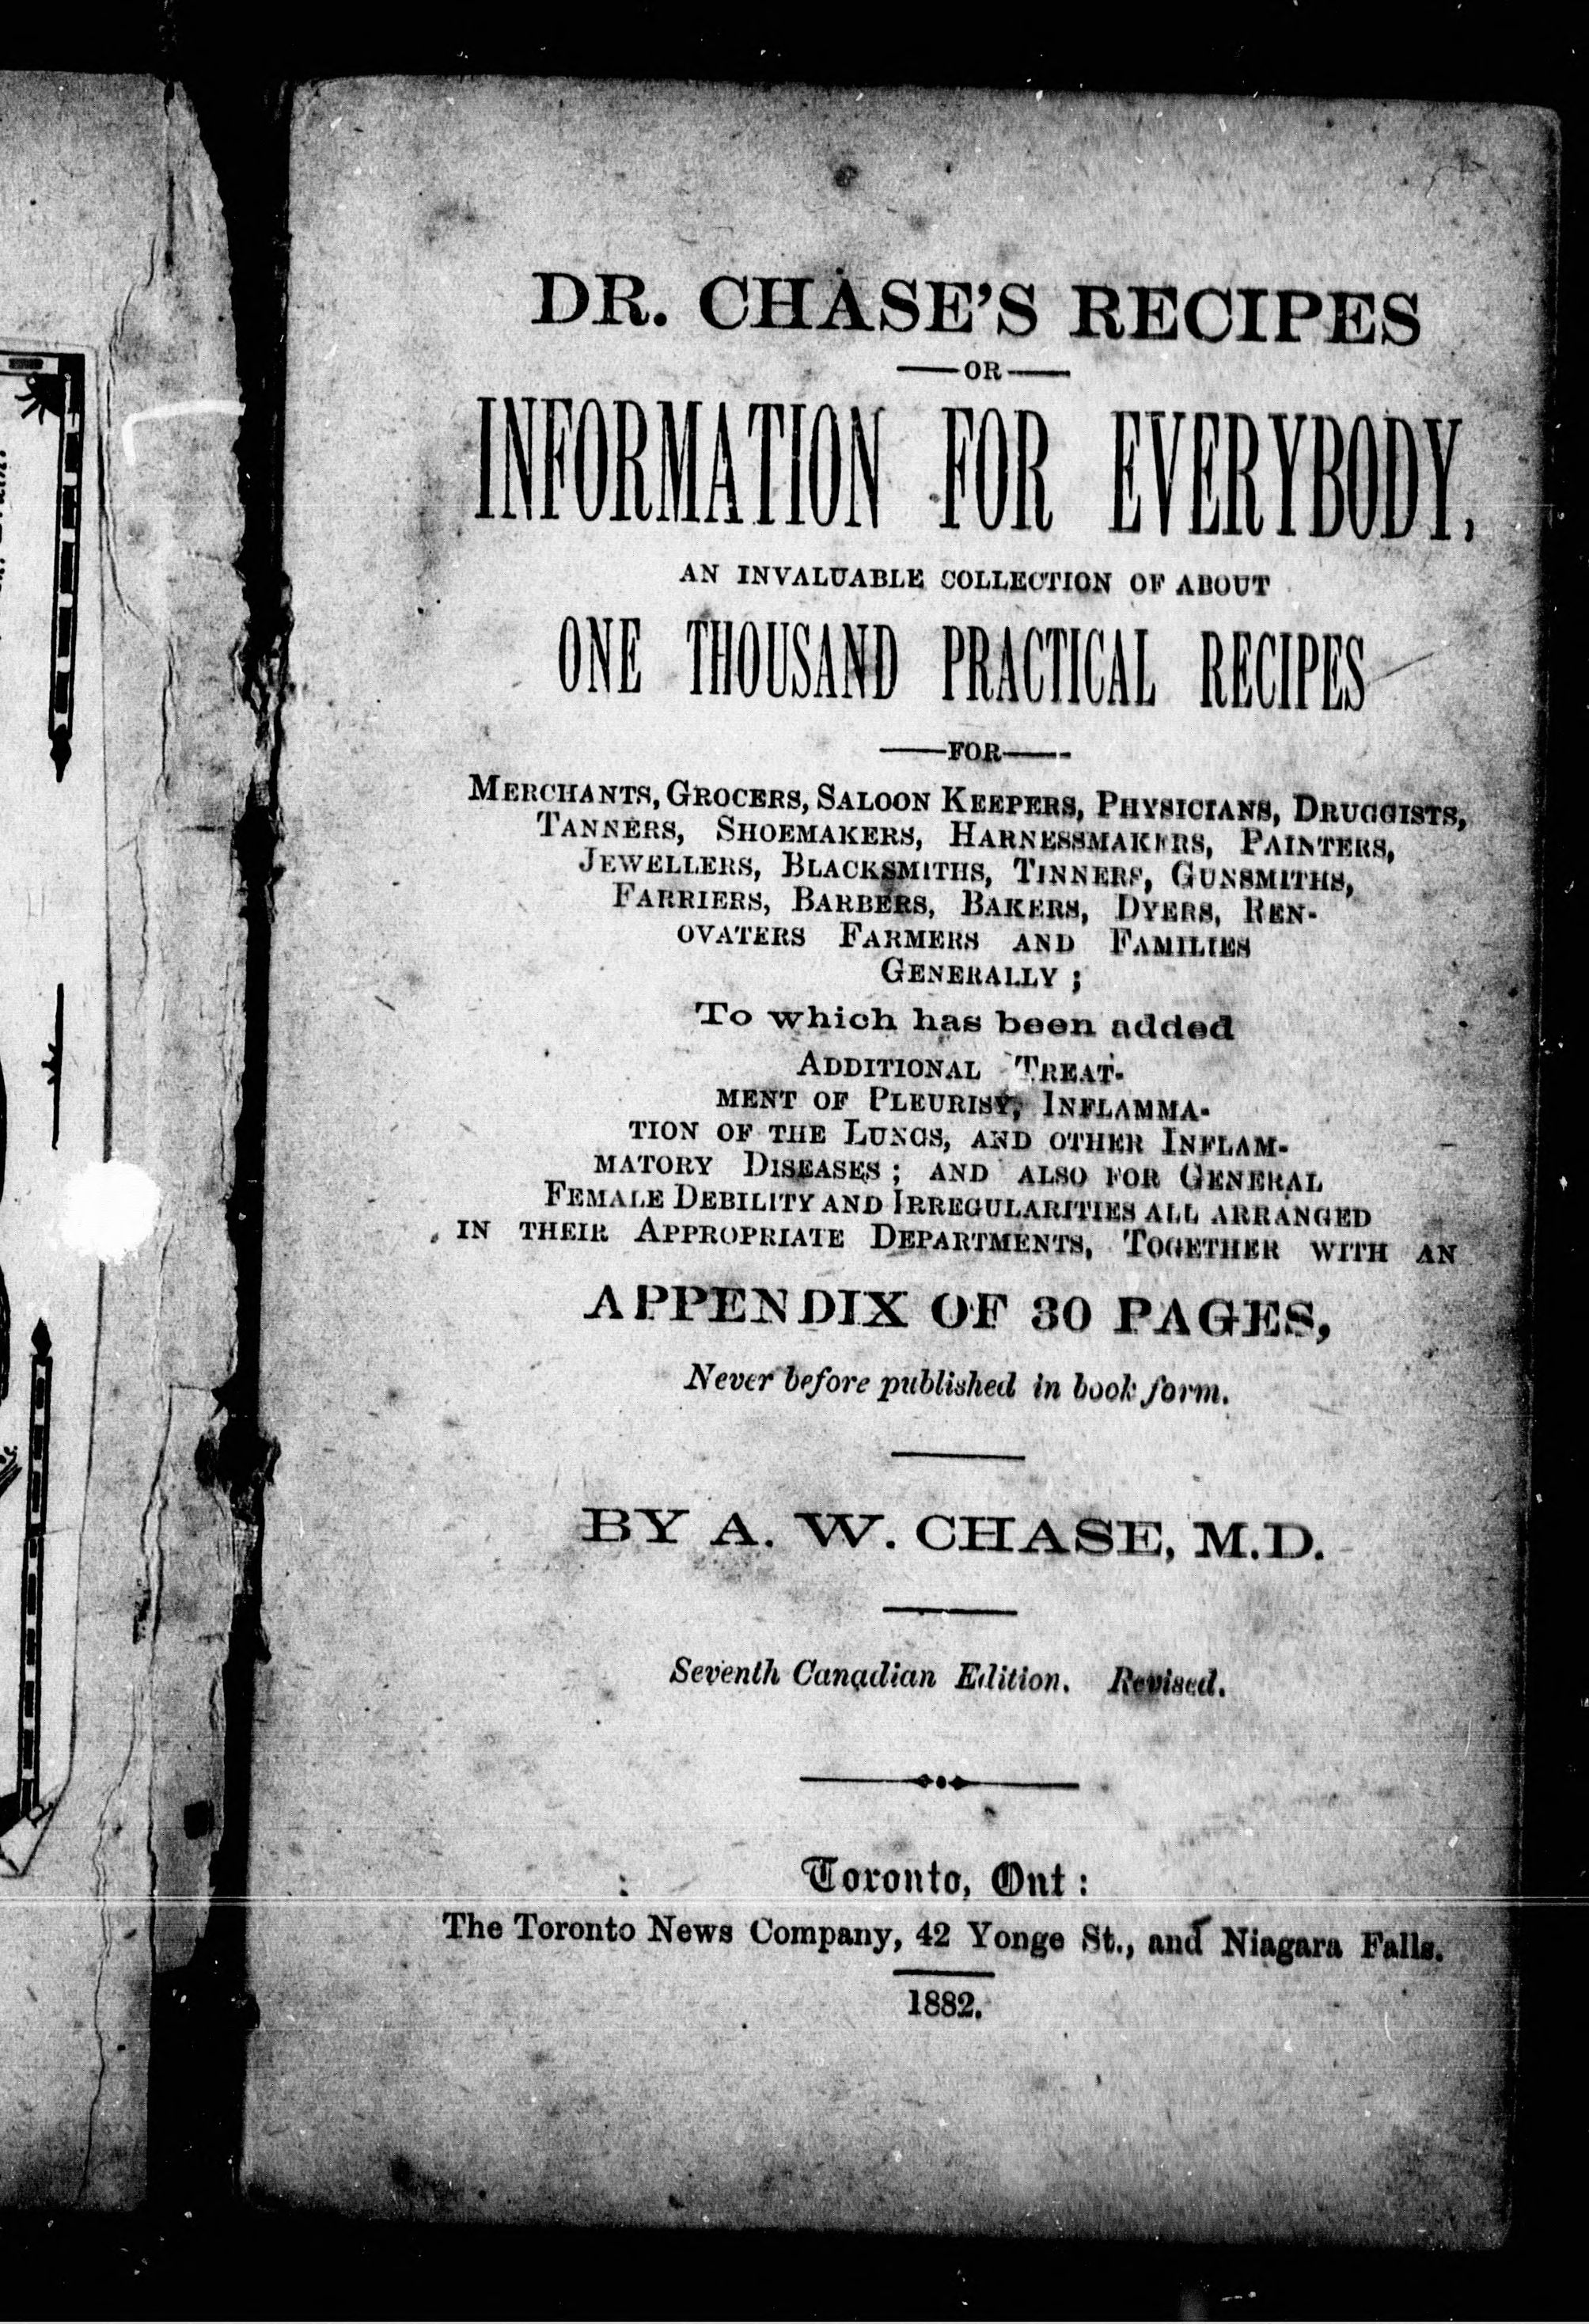 DR. CHASE'S RECIPES
OR
INFORMATION FOR EVERYBODY,
AN INVALUABLE COLLECTION OF ABOUT
ONE THOUSAND PRACTICAL RECIPES
FOR
MERCHANTS, GROCERS, SALOON KEEPERS, PHYSICIANS, DRUGGISTS,
TANNERS, SHOEMAKERS, HARNESSMAKERS, PAINTERS,
JEWELLERS, BLACKSMITHS, TINNERS, GUNSMITHS,
FARRIERS, BARBERS, BAKERS, DYERS, REN-
OVATERS FARMERS AND FAMILIES
GENERALLY ;
To which has been added
ADDITIONAL TREAT-
MENT OF PLEURISY, INFLAMMA-
TION OF THE LUNGS, AND OTHER INFLAM-
MATORY DISEASES ; AND ALSO FOR GENERAL
FEMALE DEBILITY AND IRREGULARITIES ALL ARRANGED
IN THEIR APPROPRIATE DEPARTMENTS, TOGETHER WITH AN
APPENDIX OF 30 PAGES,
Never before published in book form.
BY A. W. CHASE, M.D.
Seventh Canadian Edition. Revised.
Toronto, Ont :
The Toronto News Company, 42 Yonge St., and Niagara Falls.
1882.